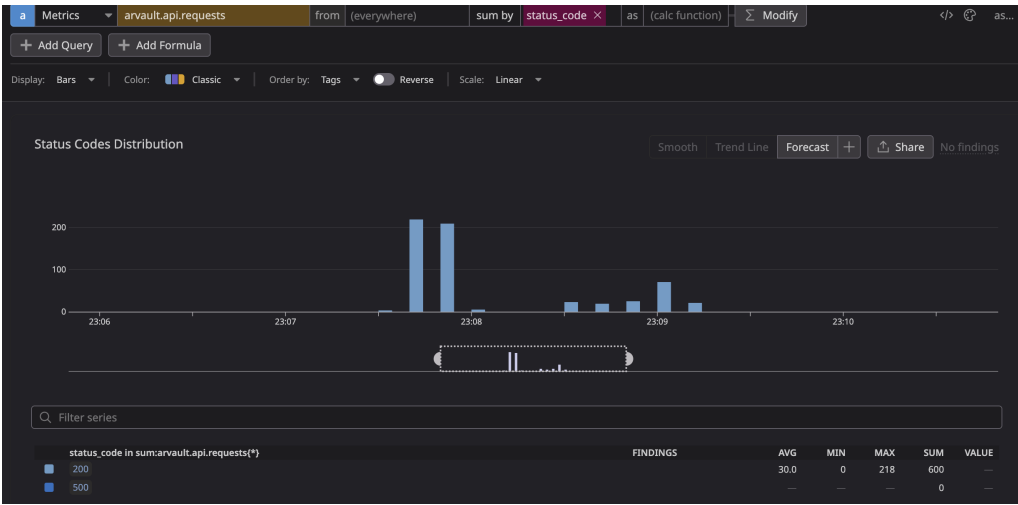 a Metrics arvault.api.requests from (everywhere) sum by status_code × as (calc function) Σ Modify </> as...
+ Add Query + Add Formula
Display: Bars Color: Classic Order by: Tags Reverse Scale: Linear
Status Codes Distribution Smooth Trend Line Forecast + Share No findings
200
100
0
23:06 23:07 23:08 23:09 23:10
Filter series
status_code in sum:arvault.api.requests{*} FINDINGS AVG MIN MAX SUM VALUE
200 30.0 0 218 600 —
500 — — — 0 —